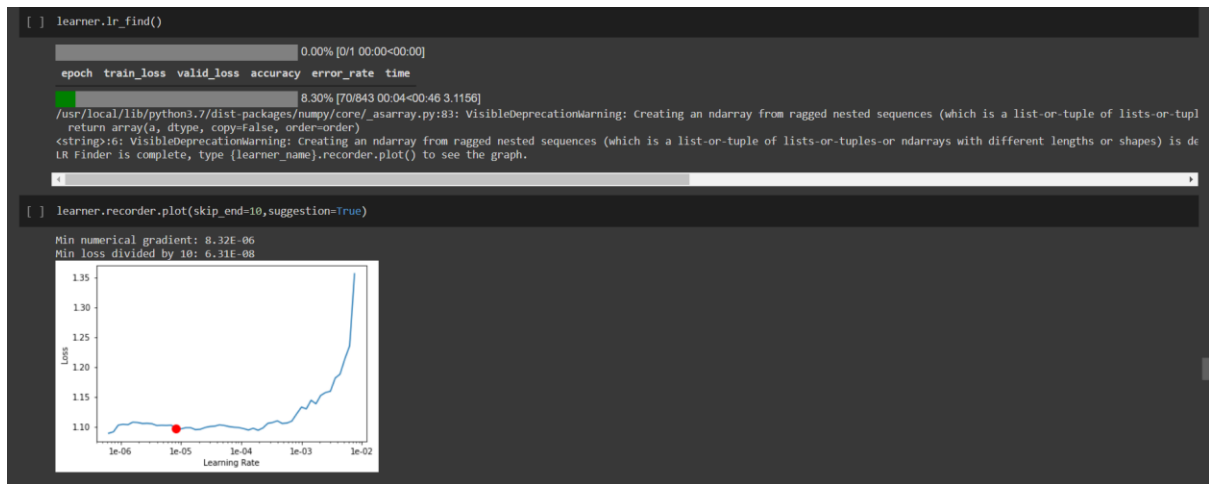 [ ] learner.lr_find()
0.00% [0/1 00:00<00:00]
epoch train_loss valid_loss accuracy error_rate time
8.30% [70/843 00:04<00:46 3.1156]
/usr/local/lib/python3.7/dist-packages/numpy/core/_asarray.py:83: VisibleDeprecationWarning: Creating an ndarray from ragged nested sequences (which is a list-or-tuple of lists-or-tupl
return array(a, dtype, copy=False, order=order)
<string>:6: VisibleDeprecationWarning: Creating an ndarray from ragged nested sequences (which is a list-or-tuple of lists-or-tuples-or ndarrays with different lengths or shapes) is de
LR Finder is complete, type {learner_name}.recorder.plot() to see the graph.
[ ] learner.recorder.plot(skip_end=10,suggestion=True)
Min numerical gradient: 8.32E-06
Min loss divided by 10: 6.31E-08
1.35
1.30
1.25
1.20
1.15
1.10
Loss
1e-06 1e-05 1e-04 1e-03 1e-02
Learning Rate